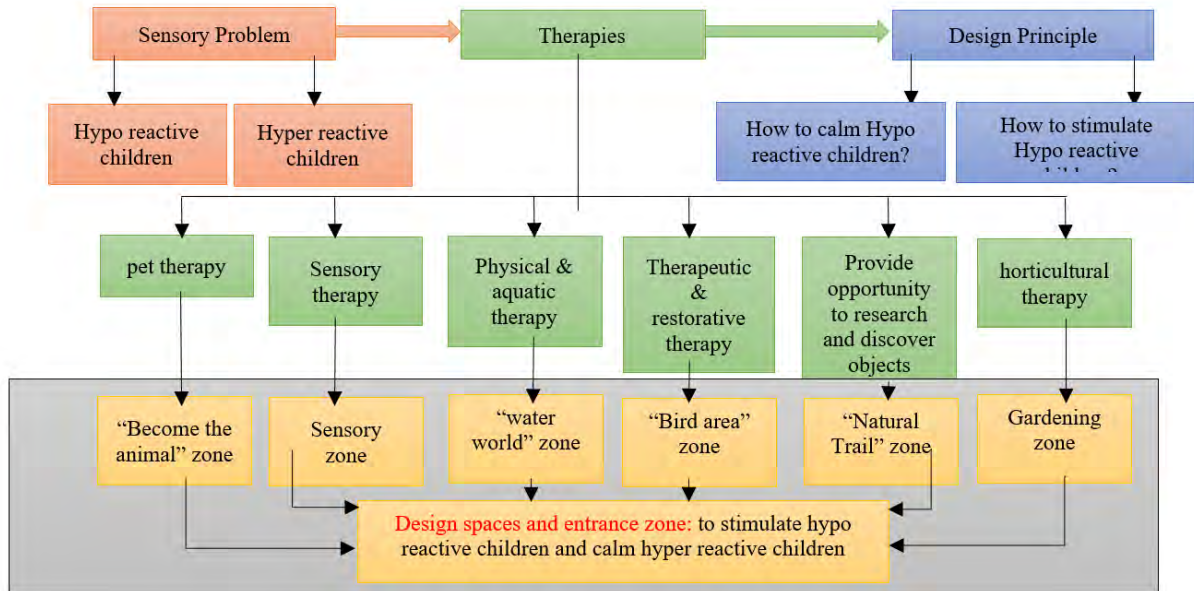 Sensory Problem
Therapies
Design Principle
Hypo reactive
children
Hyper reactive
children
How to calm Hypo
reactive children?
How to stimulate
Hypo reactive
pet therapy
Sensory
therapy
Physical &
aquatic
therapy
Therapeutic
&
restorative
therapy
Provide
opportunity
to research
and discover
objects
horticultural
therapy
“Become the
animal” zone
Sensory
zone
“water
world” zone
“Bird area”
zone
“Natural
Trail” zone
Gardening
zone
Design spaces and entrance zone: to stimulate hypo
reactive children and calm hyper reactive children